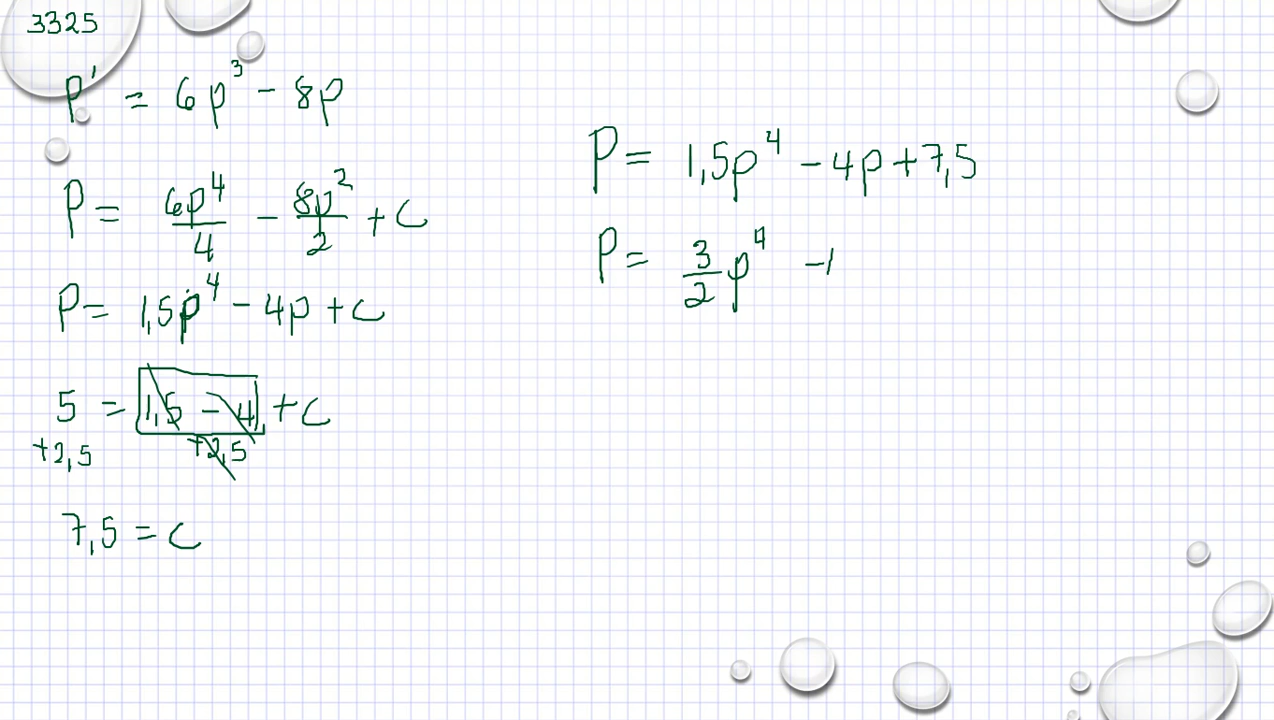 3325
P' = 6p³ - 8p
P = 6p⁴/4 - 8p²/2 + C
P = 1,5p⁴ - 4p + C
5 = 1,5 - 4 + C
+2,5 +2,5
7,5 = C
P = 1,5p⁴ - 4p + 7,5
P = 3/2 p⁴ -4